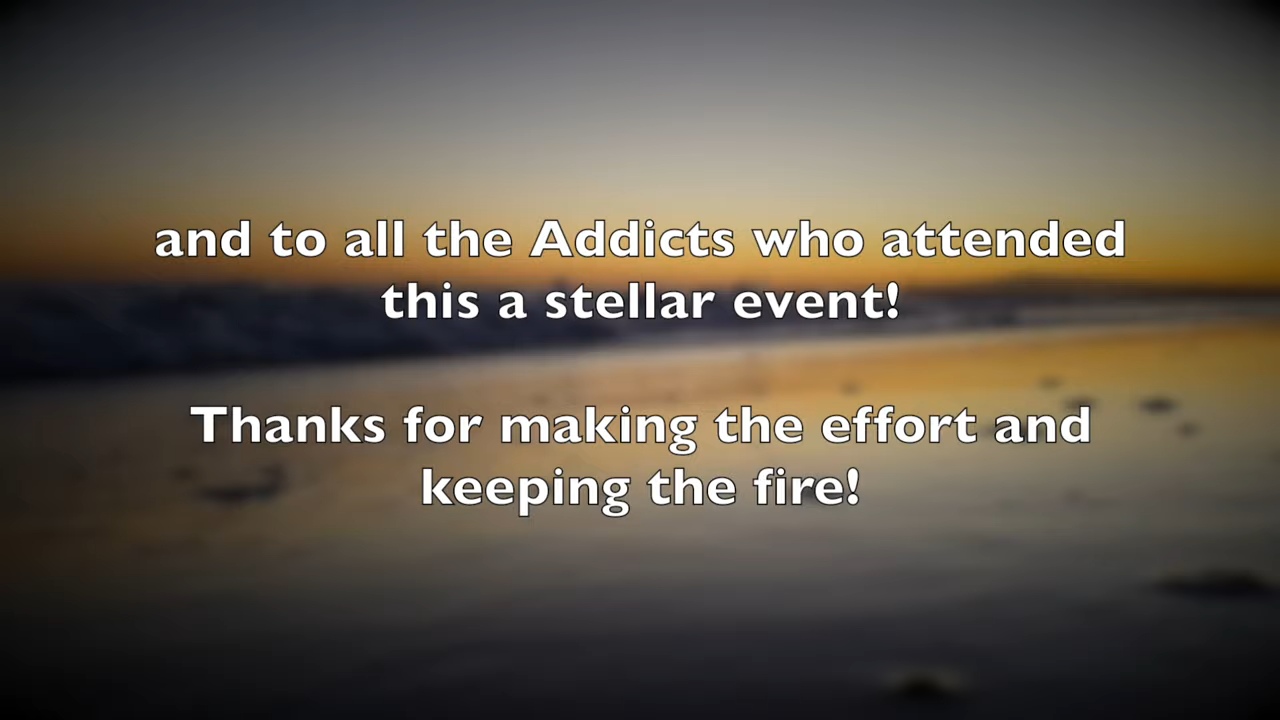 and to all the Addicts who attended
this a stellar event!
Thanks for making the effort and
keeping the fire!